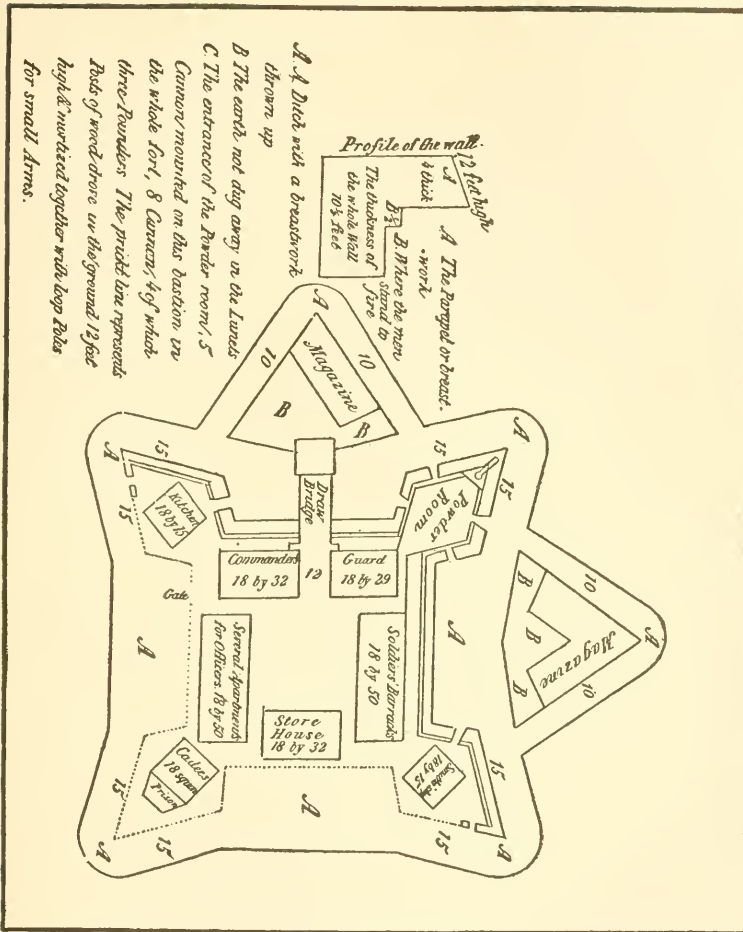 A. A Ditch with a breastwork
thrown up
B The earth not dug away in the Lunets
C. The entrance of the Powder room, 5
Cannon mounted on this bastion in
the whole fort, 8 Cannon, 4 of which
three-Pounders The prickt line represents
Posts of wood drove in the ground 12 feet
high & murtized together with loop Poles
for small Arms.
Profile of the wall.
12 feet high
A
4 thick
B 2
The thickness of
the whole Wall
10½ feet
B. Where the men
stand to
fire
A The Parapel or breast-
work
A
10
10
Magazine
B
B
A
15
15
Powder
Room
A
15
15
Kitchen
18 by 15
Draw
Bridge
Commanders
18 by 32
12
Guard
18 by 29
10
A
10
Magazine
B
B
B
A
Gate
A
Several Apartments
for Officers. 18 by 50
Soldiers' Barracks
18 by 50
Store
House
18 by 32
A
Cadees
18 square
Prison
15
15
A
18 by 15
15
15
A